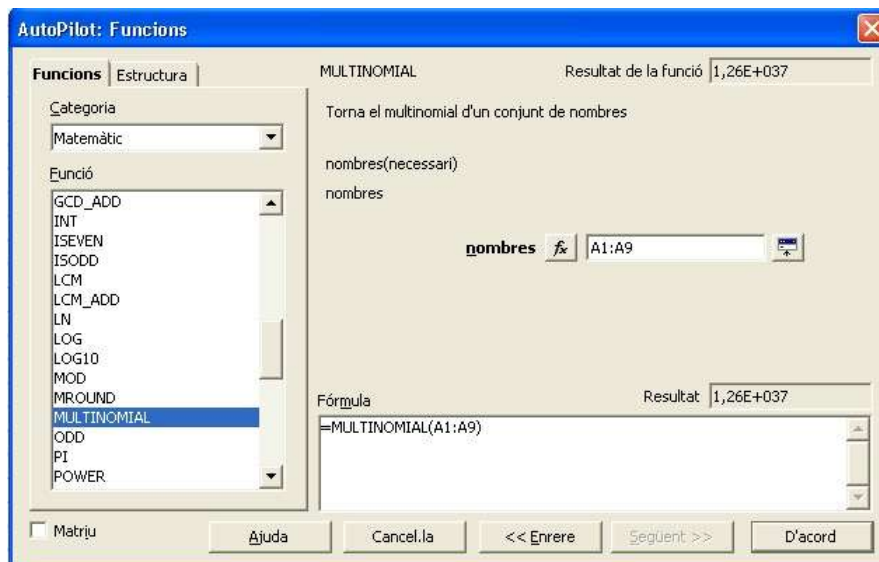 AutoPilot: Funcions
Funcions
Estructura
Categoria
Matemàtic
Funció
GCD_ADD
INT
ISEVEN
ISODD
LCM
LCM_ADD
LN
LOG
LOG10
MOD
MROUND
MULTINOMIAL
ODD
PI
POWER
MULTINOMIAL
Resultat de la funció 1,26E+037
Torna el multinomial d'un conjunt de nombres
nombres(necessari)
nombres
nombres fx A1:A9
Fórmula
Resultat 1,26E+037
=MULTINOMIAL(A1:A9)
Matriu
Ajuda
Cancel.la
<< Enrere
Següent >>
D'acord